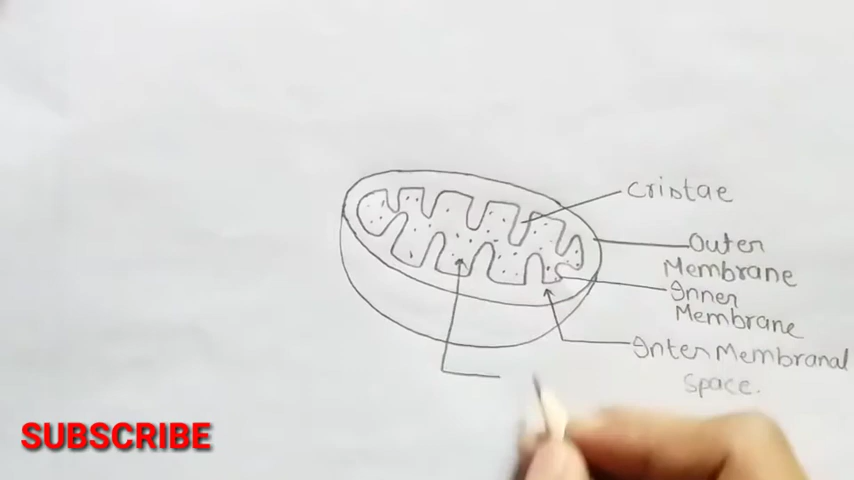 Cristae
Outer
Membrane
Inner
Membrane
Inter Membranal
Space.
SUBSCRIBE